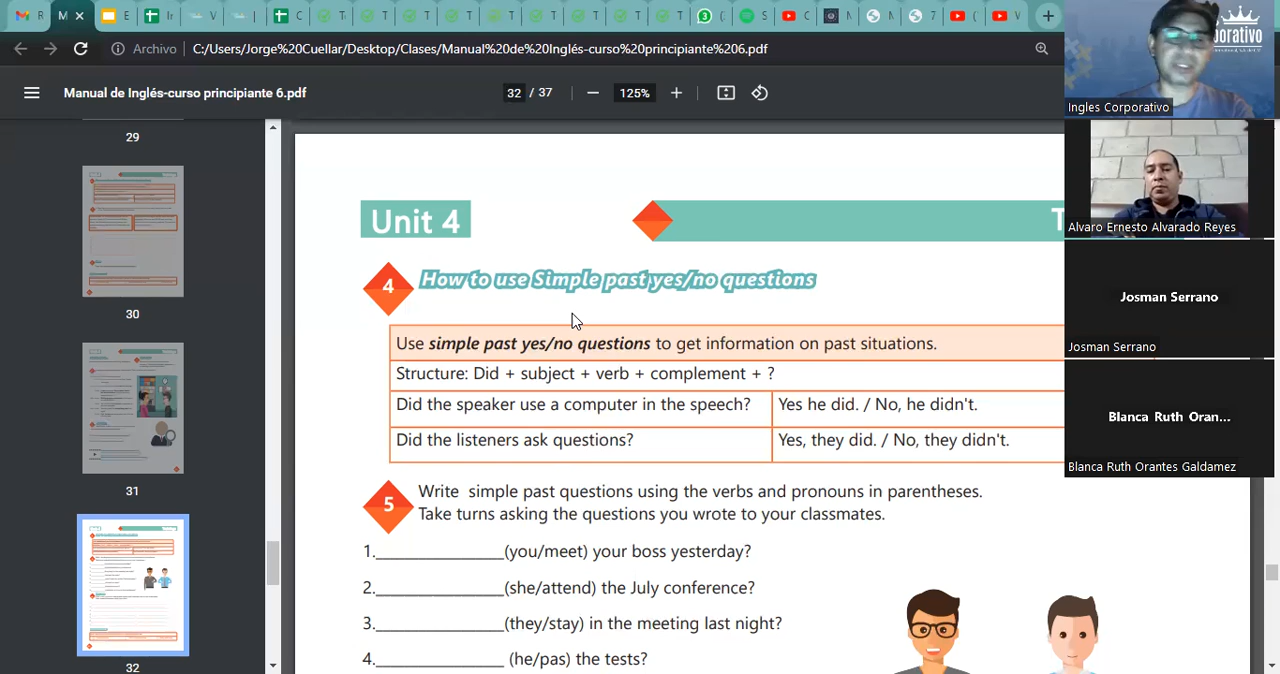 Archivo
C:/Users/Jorge%20Cuellar/Desktop/Clases/Manual%20de%20Inglés-curso%20principiante%206.pdf
Manual de Inglés-curso principiante 6.pdf
32 / 37
125%
29
30
31
32
Unit 4
T
4
How to use Simple past yes/no questions
Use simple past yes/no questions to get information on past situations.
Structure: Did + subject + verb + complement + ?
Did the speaker use a computer in the speech?
Yes he did. / No, he didn't.
Did the listeners ask questions?
Yes, they did. / No, they didn't.
5
Write simple past questions using the verbs and pronouns in parentheses.
Take turns asking the questions you wrote to your classmates.
1.______________(you/meet) your boss yesterday?
2.______________(she/attend) the July conference?
3.______________(they/stay) in the meeting last night?
4.______________ (he/pas) the tests?
Ingles Corporativo
Alvaro Ernesto Alvarado Reyes
Josman Serrano
Josman Serrano
Blanca Ruth Oran...
Blanca Ruth Orantes Galdamez